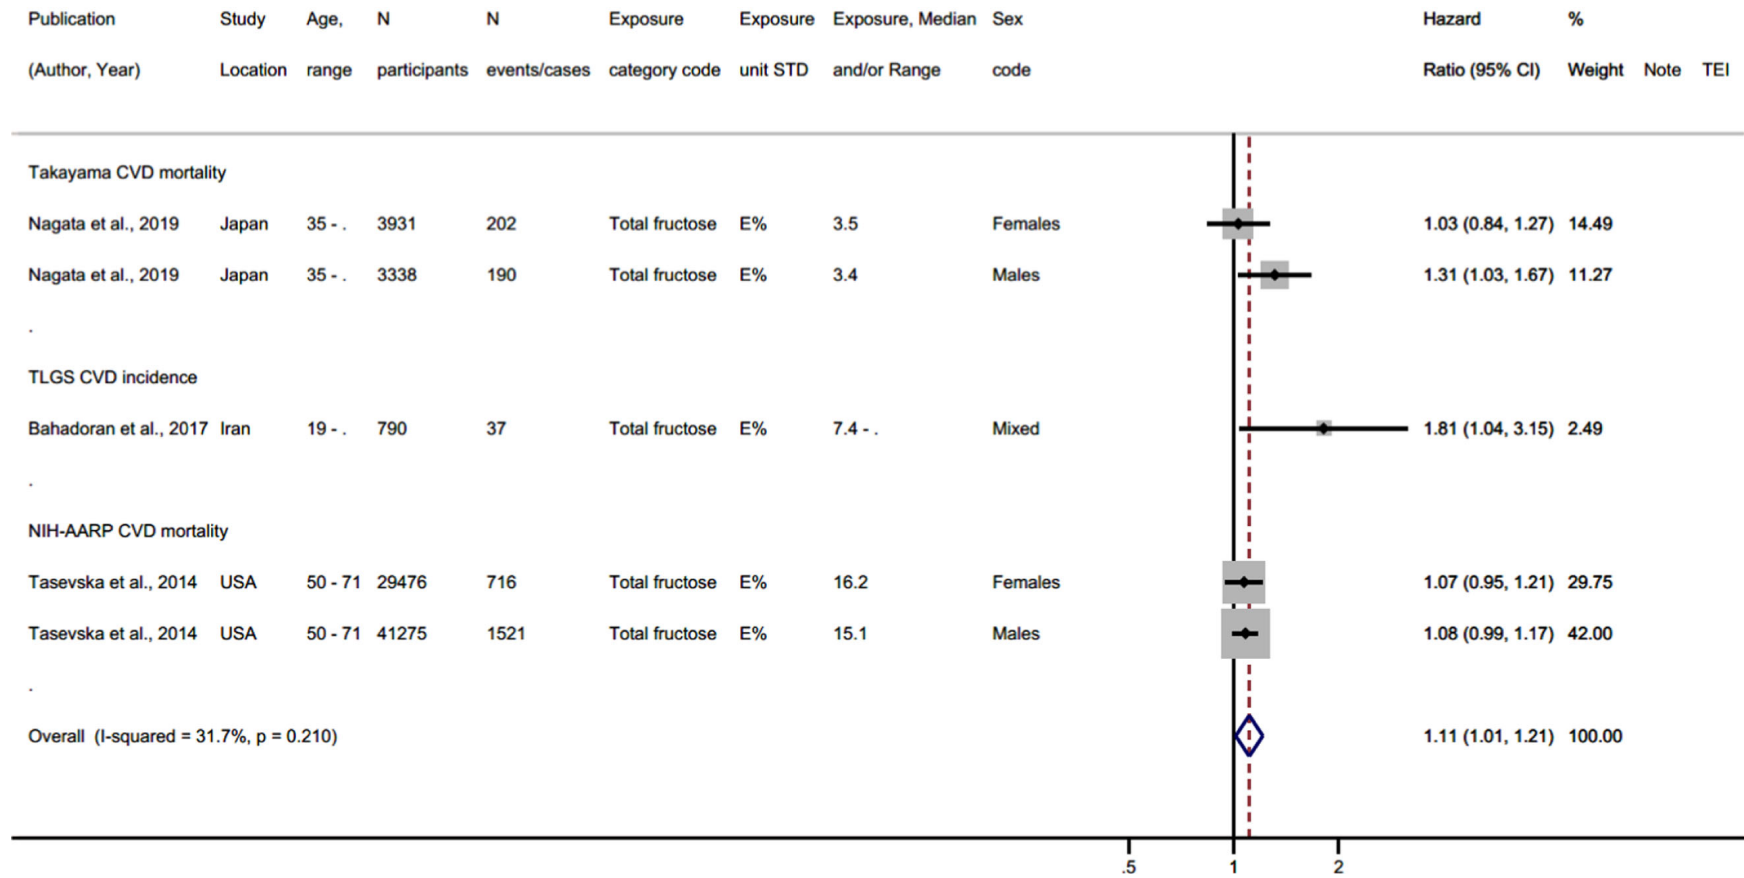 Publication Study Age, N N Exposure Exposure Exposure, Median Sex Hazard %
(Author, Year) Location range participants events/cases category code unit STD and/or Range code Ratio (95% CI) Weight Note TEI
Takayama CVD mortality
Nagata et al., 2019 Japan 35 - . 3931 202 Total fructose E% 3.5 Females 1.03 (0.84, 1.27) 14.49
Nagata et al., 2019 Japan 35 - . 3338 190 Total fructose E% 3.4 Males 1.31 (1.03, 1.67) 11.27
.
TLGS CVD incidence
Bahadoran et al., 2017 Iran 19 - . 790 37 Total fructose E% 7.4 - . Mixed 1.81 (1.04, 3.15) 2.49
.
NIH-AARP CVD mortality
Tasevska et al., 2014 USA 50 - 71 29476 716 Total fructose E% 16.2 Females 1.07 (0.95, 1.21) 29.75
Tasevska et al., 2014 USA 50 - 71 41275 1521 Total fructose E% 15.1 Males 1.08 (0.99, 1.17) 42.00
.
Overall (I-squared = 31.7%, p = 0.210) 1.11 (1.01, 1.21) 100.00
.5 1 2